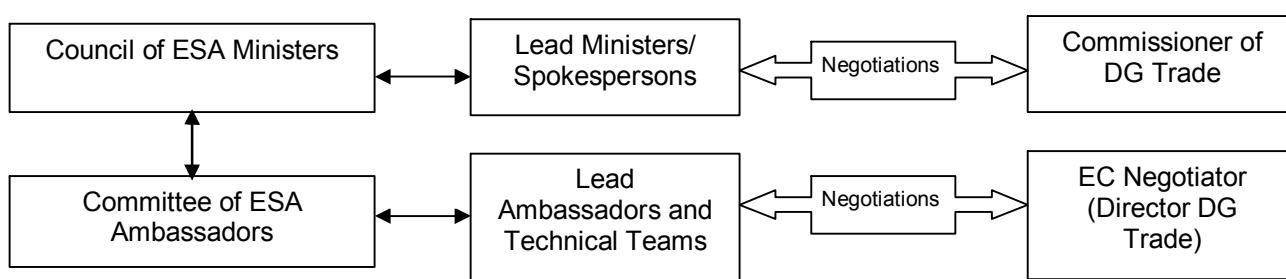 Council of ESA Ministers
Lead Ministers/
Spokespersons
Negotiations
Commissioner of
DG Trade
Committee of ESA
Ambassadors
Lead
Ambassadors and
Technical Teams
Negotiations
EC Negotiator
(Director DG
Trade)